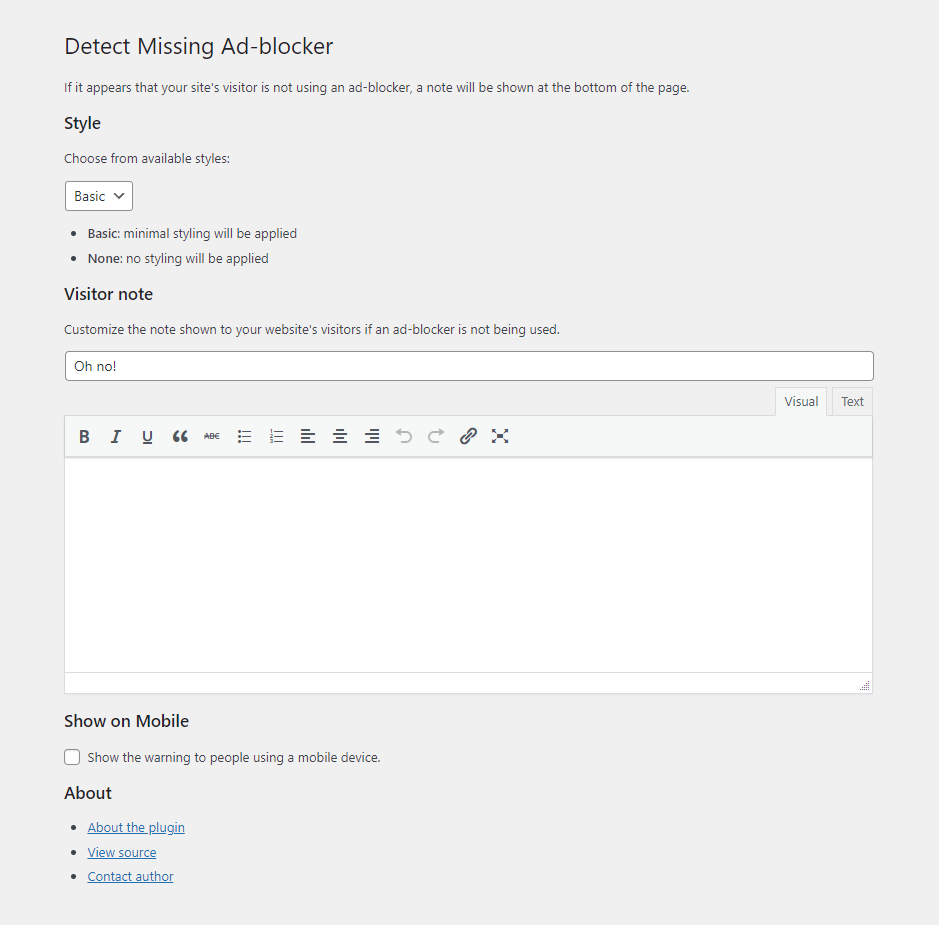 Detect Missing Ad-blocker
If it appears that your site's visitor is not using an ad-blocker, a note will be shown at the bottom of the page.
Style
Choose from available styles:
Basic
Basic: minimal styling will be applied
None: no styling will be applied
Visitor note
Customize the note shown to your website's visitors if an ad-blocker is not being used.
Oh no!
Visual Text
B I U ABC
Show on Mobile
Show the warning to people using a mobile device.
About
About the plugin
View source
Contact author